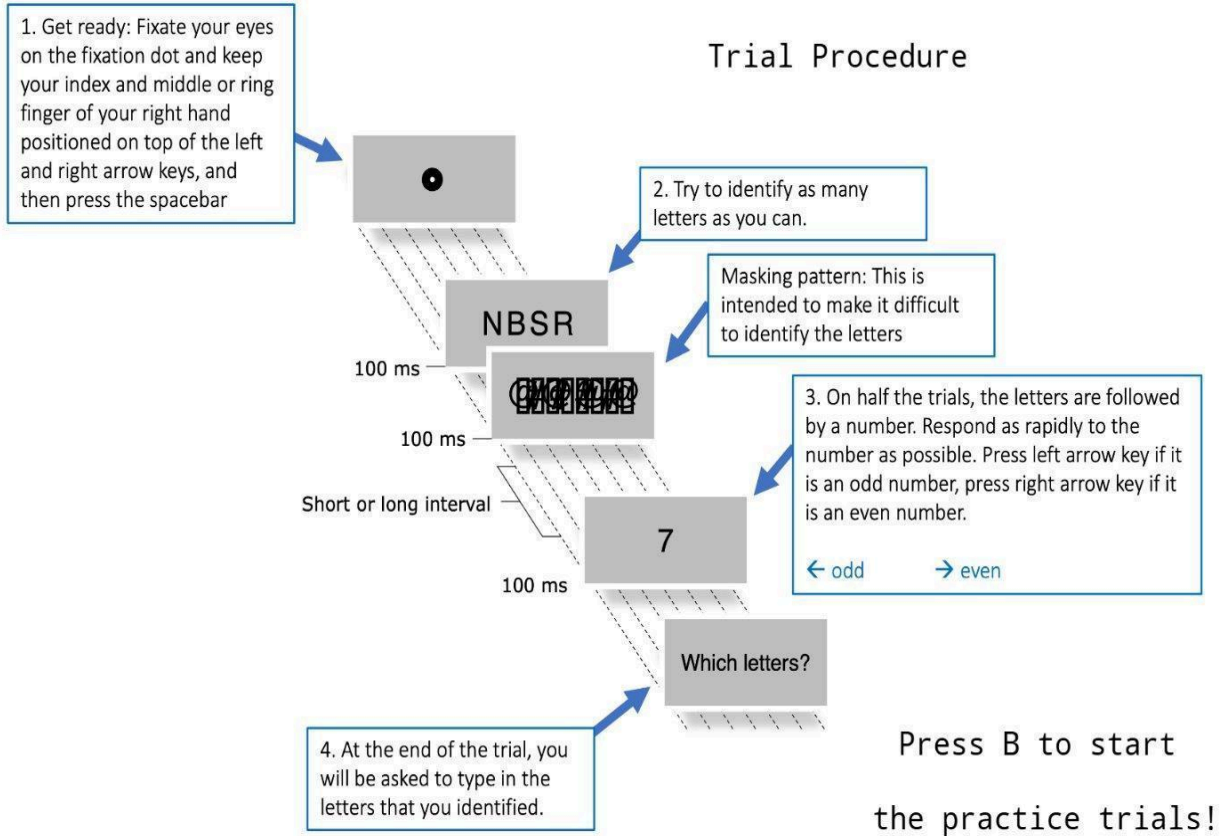 1. Get ready: Fixate your eyes
on the fixation dot and keep
your index and middle or ring
finger of your right hand
positioned on top of the left
and right arrow keys, and
then press the spacebar
Trial Procedure
2. Try to identify as many
letters as you can.
NBSR
Masking pattern: This is
intended to make it difficult
to identify the letters
100 ms
100 ms
3. On half the trials, the letters are followed
by a number. Respond as rapidly to the
number as possible. Press left arrow key if it
is an odd number, press right arrow key if it
is an even number.
← odd → even
Short or long interval
7
100 ms
Which letters?
4. At the end of the trial, you
will be asked to type in the
letters that you identified.
Press B to start
the practice trials!